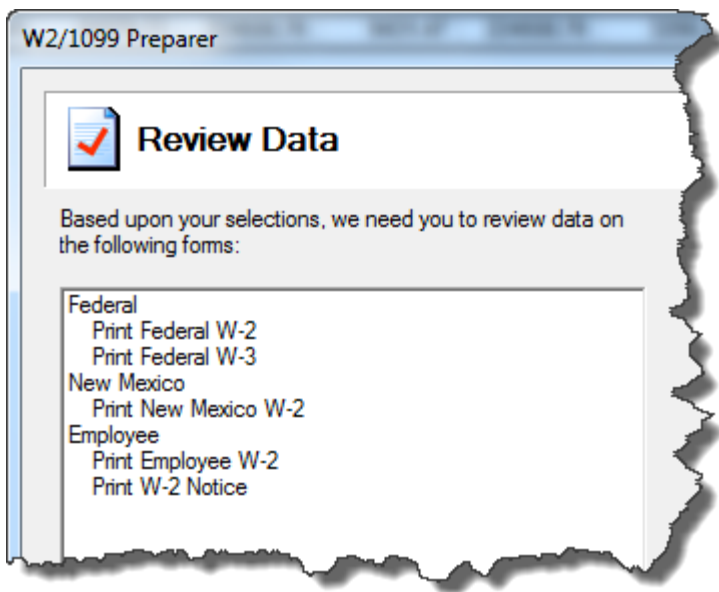 W2/1099 Preparer
Review Data
Based upon your selections, we need you to review data on
the following forms:
Federal
Print Federal W-2
Print Federal W-3
New Mexico
Print New Mexico W-2
Employee
Print Employee W-2
Print W-2 Notice